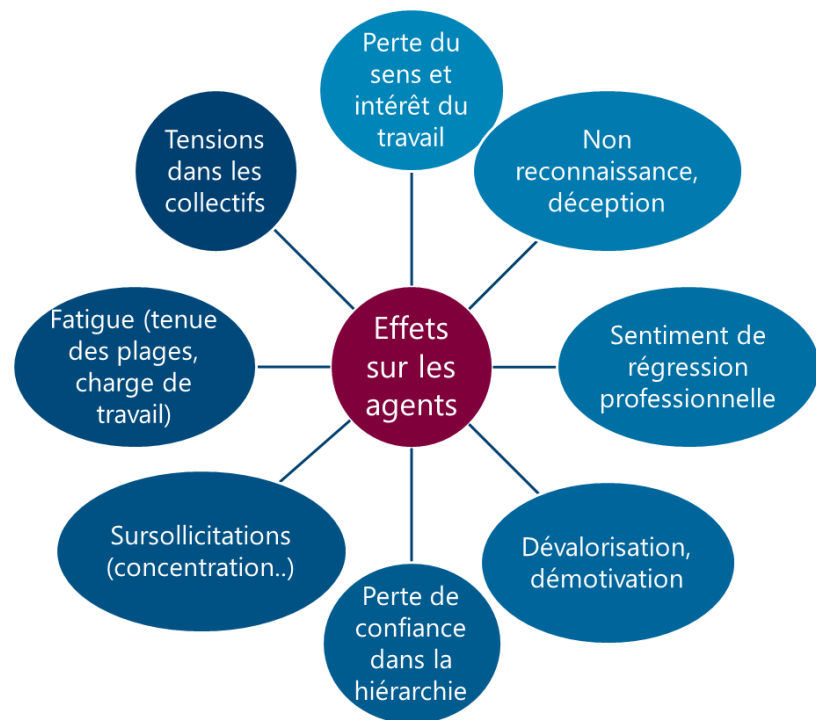 Perte du
sens et
intérêt du
travail
Non
reconnaissance,
déception
Sentiment de
régression
professionnelle
Dévalorisation,
démotivation
Perte de
confiance
dans la
hiérarchie
Sursollicitations
(concentration..)
Fatigue (tenue
des plages,
charge de
travail)
Tensions
dans les
collectifs
Effets
sur les
agents